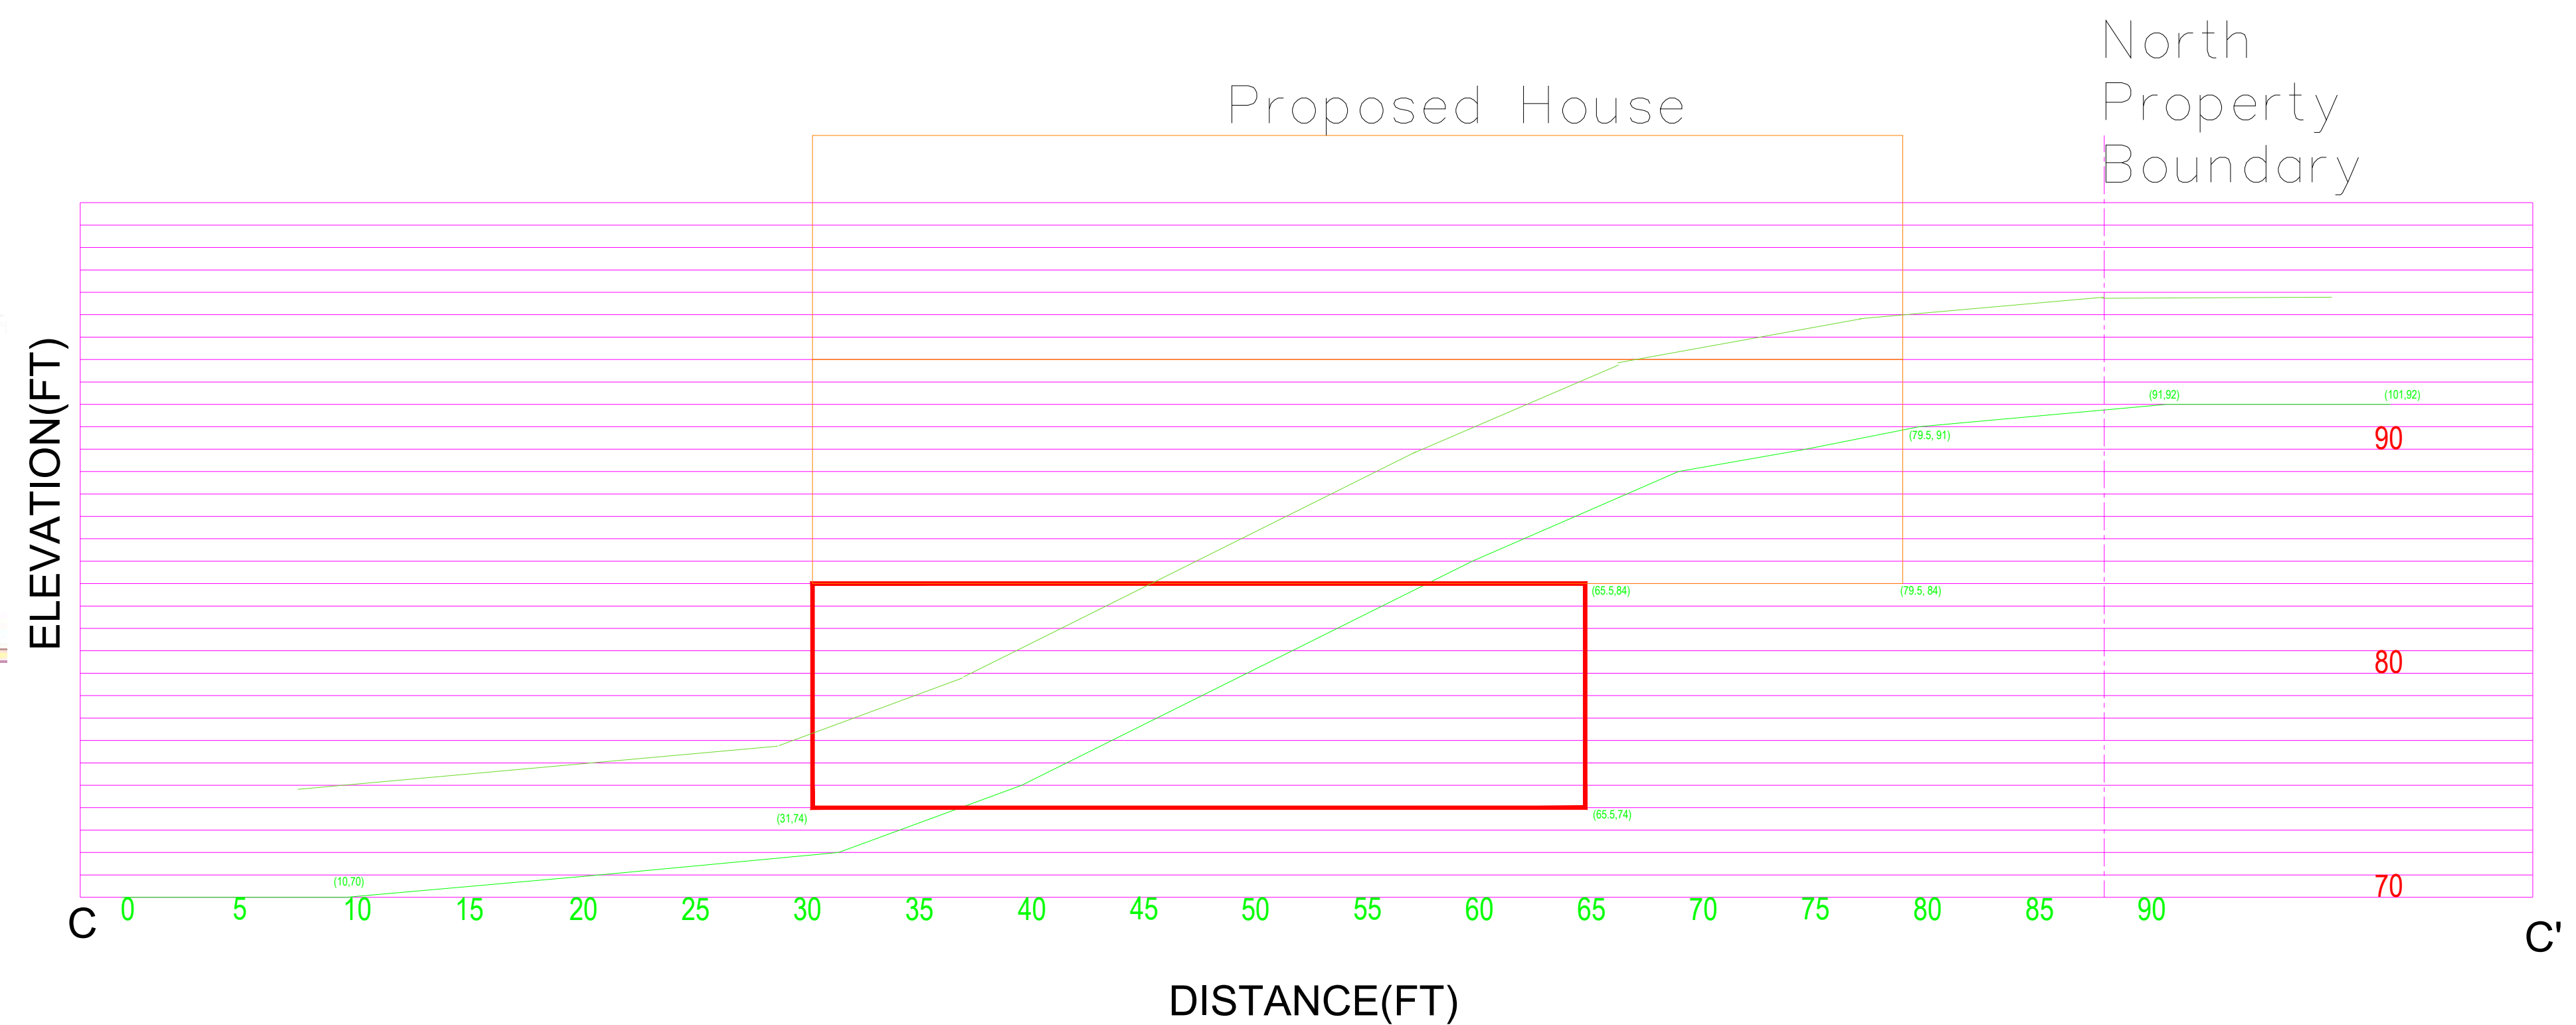 North
Property
Boundary
Proposed House
ELEVATION(FT)
(91,92)
(101,92)
(79.5, 91)
90
(65.5,84)
(79.5, 84)
80
(31,74)
(65.5,74)
(10,70)
70
C 0 5 10 15 20 25 30 35 40 45 50 55 60 65 70 75 80 85 90 C'
DISTANCE(FT)